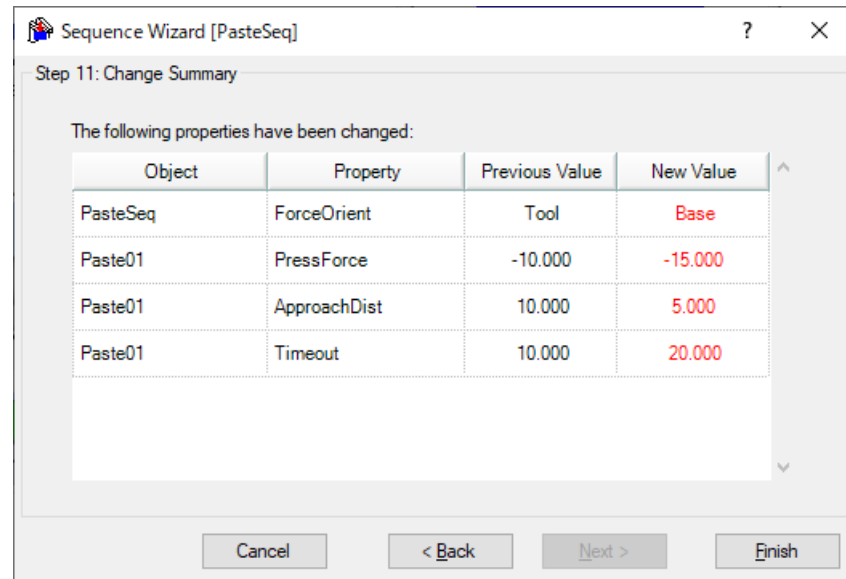 Sequence Wizard [PasteSeq] ? ×
Step 11: Change Summary
The following properties have been changed:
Object Property Previous Value New Value
PasteSeq ForceOrient Tool Base
Paste01 PressForce -10.000 -15.000
Paste01 ApproachDist 10.000 5.000
Paste01 Timeout 10.000 20.000
Cancel < Back Next > Finish